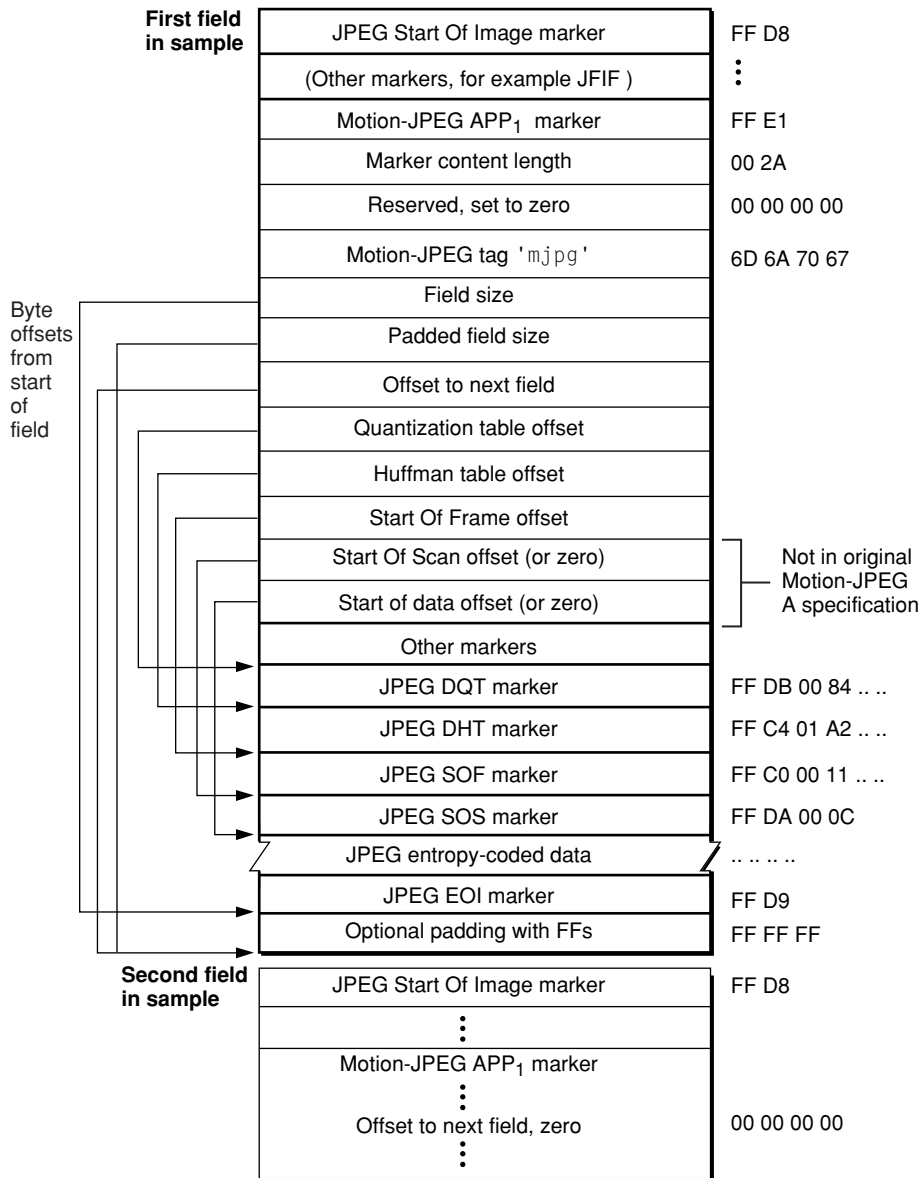 First field
in sample
JPEG Start Of Image marker FF D8
(Other markers, for example JFIF )
Motion-JPEG APP1 marker FF E1
Marker content length 00 2A
Reserved, set to zero 00 00 00 00
Motion-JPEG tag 'mjpg' 6D 6A 70 67
Byte
offsets
from
start
of
field
Field size
Padded field size
Offset to next field
Quantization table offset
Huffman table offset
Start Of Frame offset
Start Of Scan offset (or zero)
Start of data offset (or zero)
Not in original
Motion-JPEG
A specification
Other markers
JPEG DQT marker FF DB 00 84 .. ..
JPEG DHT marker FF C4 01 A2 .. ..
JPEG SOF marker FF C0 00 11 .. ..
JPEG SOS marker FF DA 00 0C
JPEG entropy-coded data .. .. .. ..
JPEG EOI marker FF D9
Optional padding with FFs FF FF FF
Second field
in sample
JPEG Start Of Image marker FF D8
Motion-JPEG APP1 marker
Offset to next field, zero 00 00 00 00